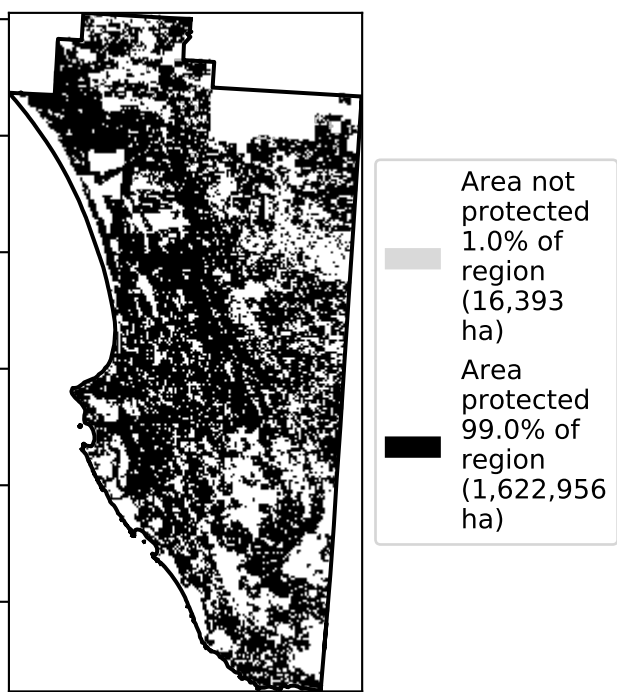 Area not
protected
1.0% of
region
(16,393
ha)
Area
protected
99.0% of
region
(1,622,956
ha)